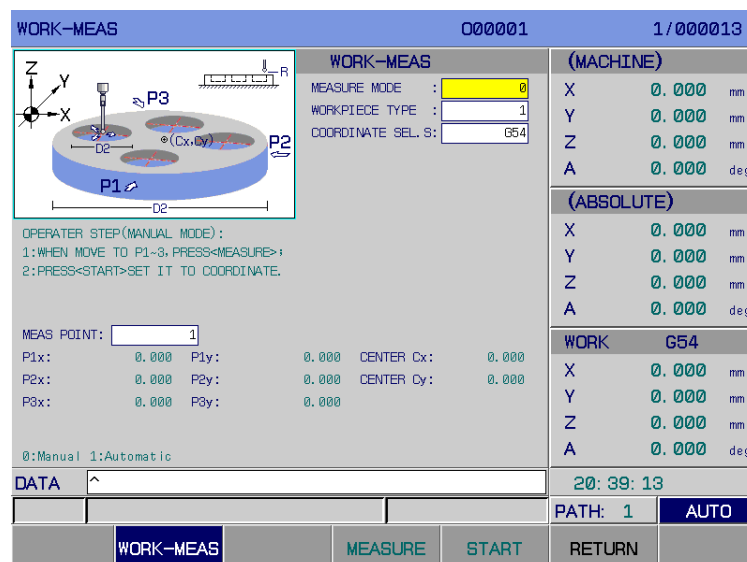 WORK-MEAS O00001 1/000013
Z
Y
X
R
P3
(Cx,Cy)
D2
P2
P1
D2
WORK-MEAS
MEASURE MODE : 0
WORKPIECE TYPE : 1
COORDINATE SEL.S: G54
OPERATER STEP(MANUAL MODE):
1:WHEN MOVE TO P1~3,PRESS<MEASURE>;
2:PRESS<START>SET IT TO COORDINATE.
MEAS POINT: 1
P1x: 0.000 P1y: 0.000 CENTER Cx: 0.000
P2x: 0.000 P2y: 0.000 CENTER Cy: 0.000
P3x: 0.000 P3y: 0.000
0:Manual 1:Automatic
(MACHINE)
X 0.000 mm
Y 0.000 mm
Z 0.000 mm
A 0.000 deg
(ABSOLUTE)
X 0.000 mm
Y 0.000 mm
Z 0.000 mm
A 0.000 deg
WORK G54
X 0.000 mm
Y 0.000 mm
Z 0.000 mm
A 0.000 deg
DATA ^
20:39:13
PATH: 1 AUTO
WORK-MEAS MEASURE START RETURN